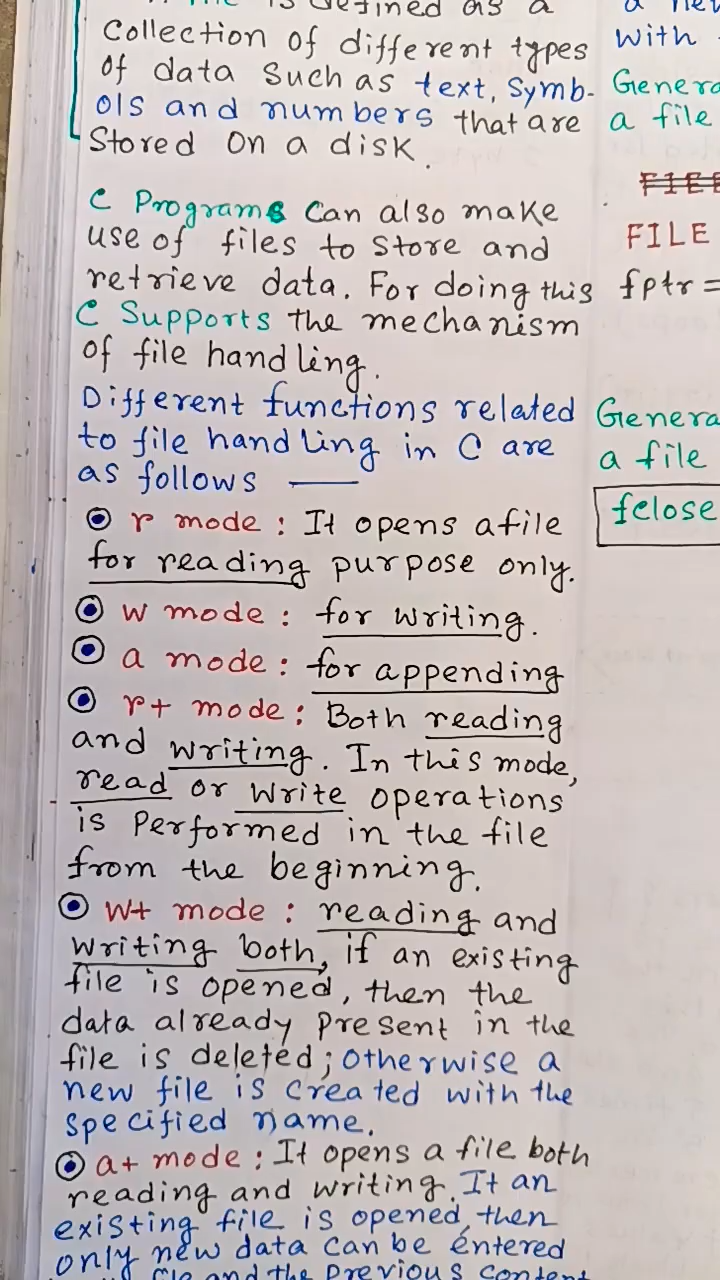 is defined as a
Collection of different types
of data Such as text, Symb-
ols and numbers that are
Stored On a disk.
C Programs Can also make
use of files to Store and
retrieve data. For doing this
C Supports the mechanism
of file handling.
Different functions related
to file handling in C are
as follows —
r mode : It opens a file
for reading purpose only.
w mode : for writing.
a mode : for appending
r+ mode : Both reading
and writing. In this mode,
read or write operations
is Performed in the file
from the beginning.
w+ mode : reading and
writing both, if an existing
file is opened, then the
data already present in the
file is deleted; Otherwise a
new file is created with the
specified name.
a+ mode : It opens a file both
reading and writing. It an
existing file is opened, then
only new data can be entered
and the Previous
with
Genera
a file
FILE
fptr =
Genera
a file
fclose